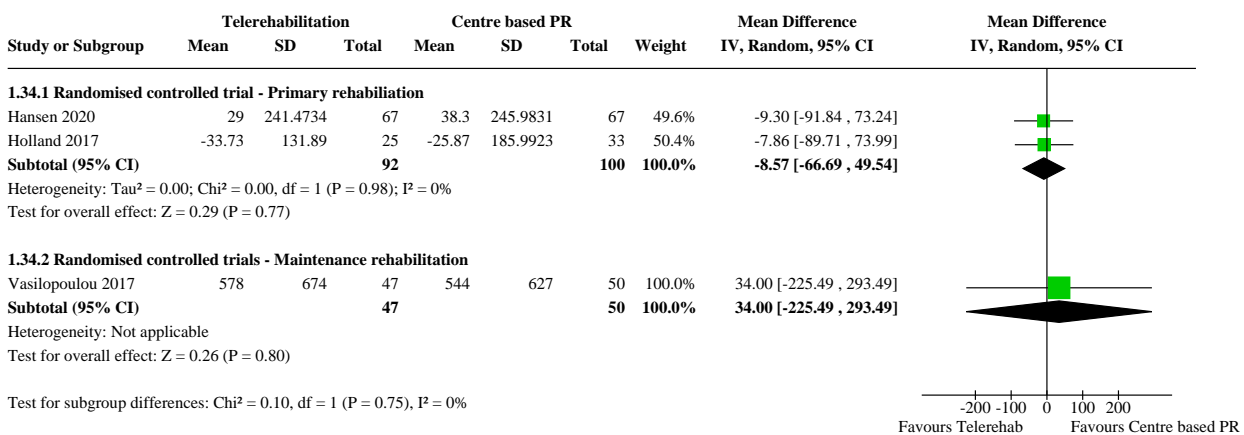 Telerehabilitation Centre based PR Mean Difference Mean Difference
Study or Subgroup Mean SD Total Mean SD Total Weight IV, Random, 95% CI IV, Random, 95% CI
1.34.1 Randomised controlled trial - Primary rehabiliation
Hansen 2020 29 241.4734 67 38.3 245.9831 67 49.6% -9.30 [-91.84 , 73.24]
Holland 2017 -33.73 131.89 25 -25.87 185.9923 33 50.4% -7.86 [-89.71 , 73.99]
Subtotal (95% CI) 92 100 100.0% -8.57 [-66.69 , 49.54]
Heterogeneity: Tau² = 0.00; Chi² = 0.00, df = 1 (P = 0.98); I² = 0%
Test for overall effect: Z = 0.29 (P = 0.77)
1.34.2 Randomised controlled trials - Maintenance rehabilitation
Vasilopoulou 2017 578 674 47 544 627 50 100.0% 34.00 [-225.49 , 293.49]
Subtotal (95% CI) 47 50 100.0% 34.00 [-225.49 , 293.49]
Heterogeneity: Not applicable
Test for overall effect: Z = 0.26 (P = 0.80)
Test for subgroup differences: Chi² = 0.10, df = 1 (P = 0.75), I² = 0%
-200 -100 0 100 200
Favours Telerehab Favours Centre based PR